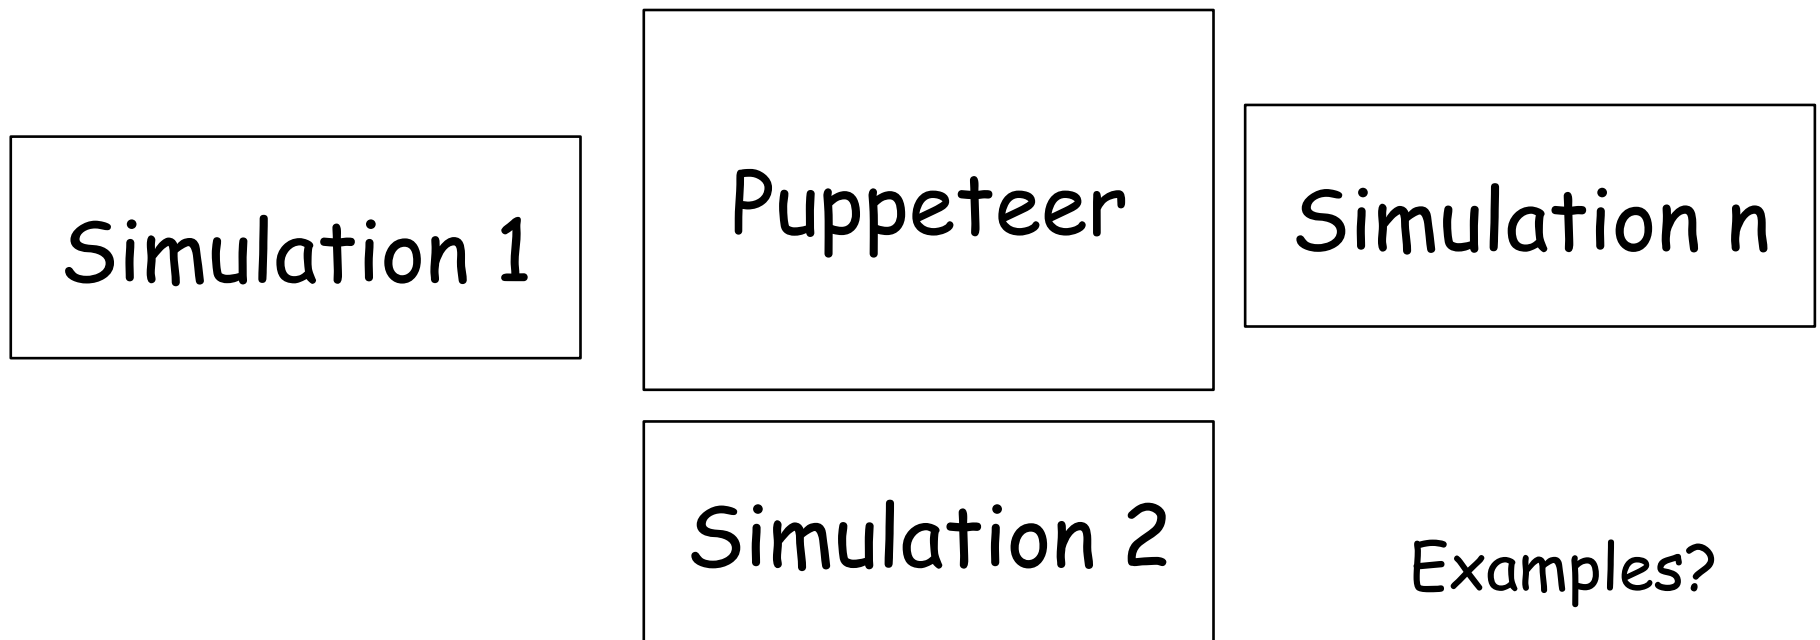 Simulation 1
Puppeteer
Simulation n
Simulation 2
Examples?